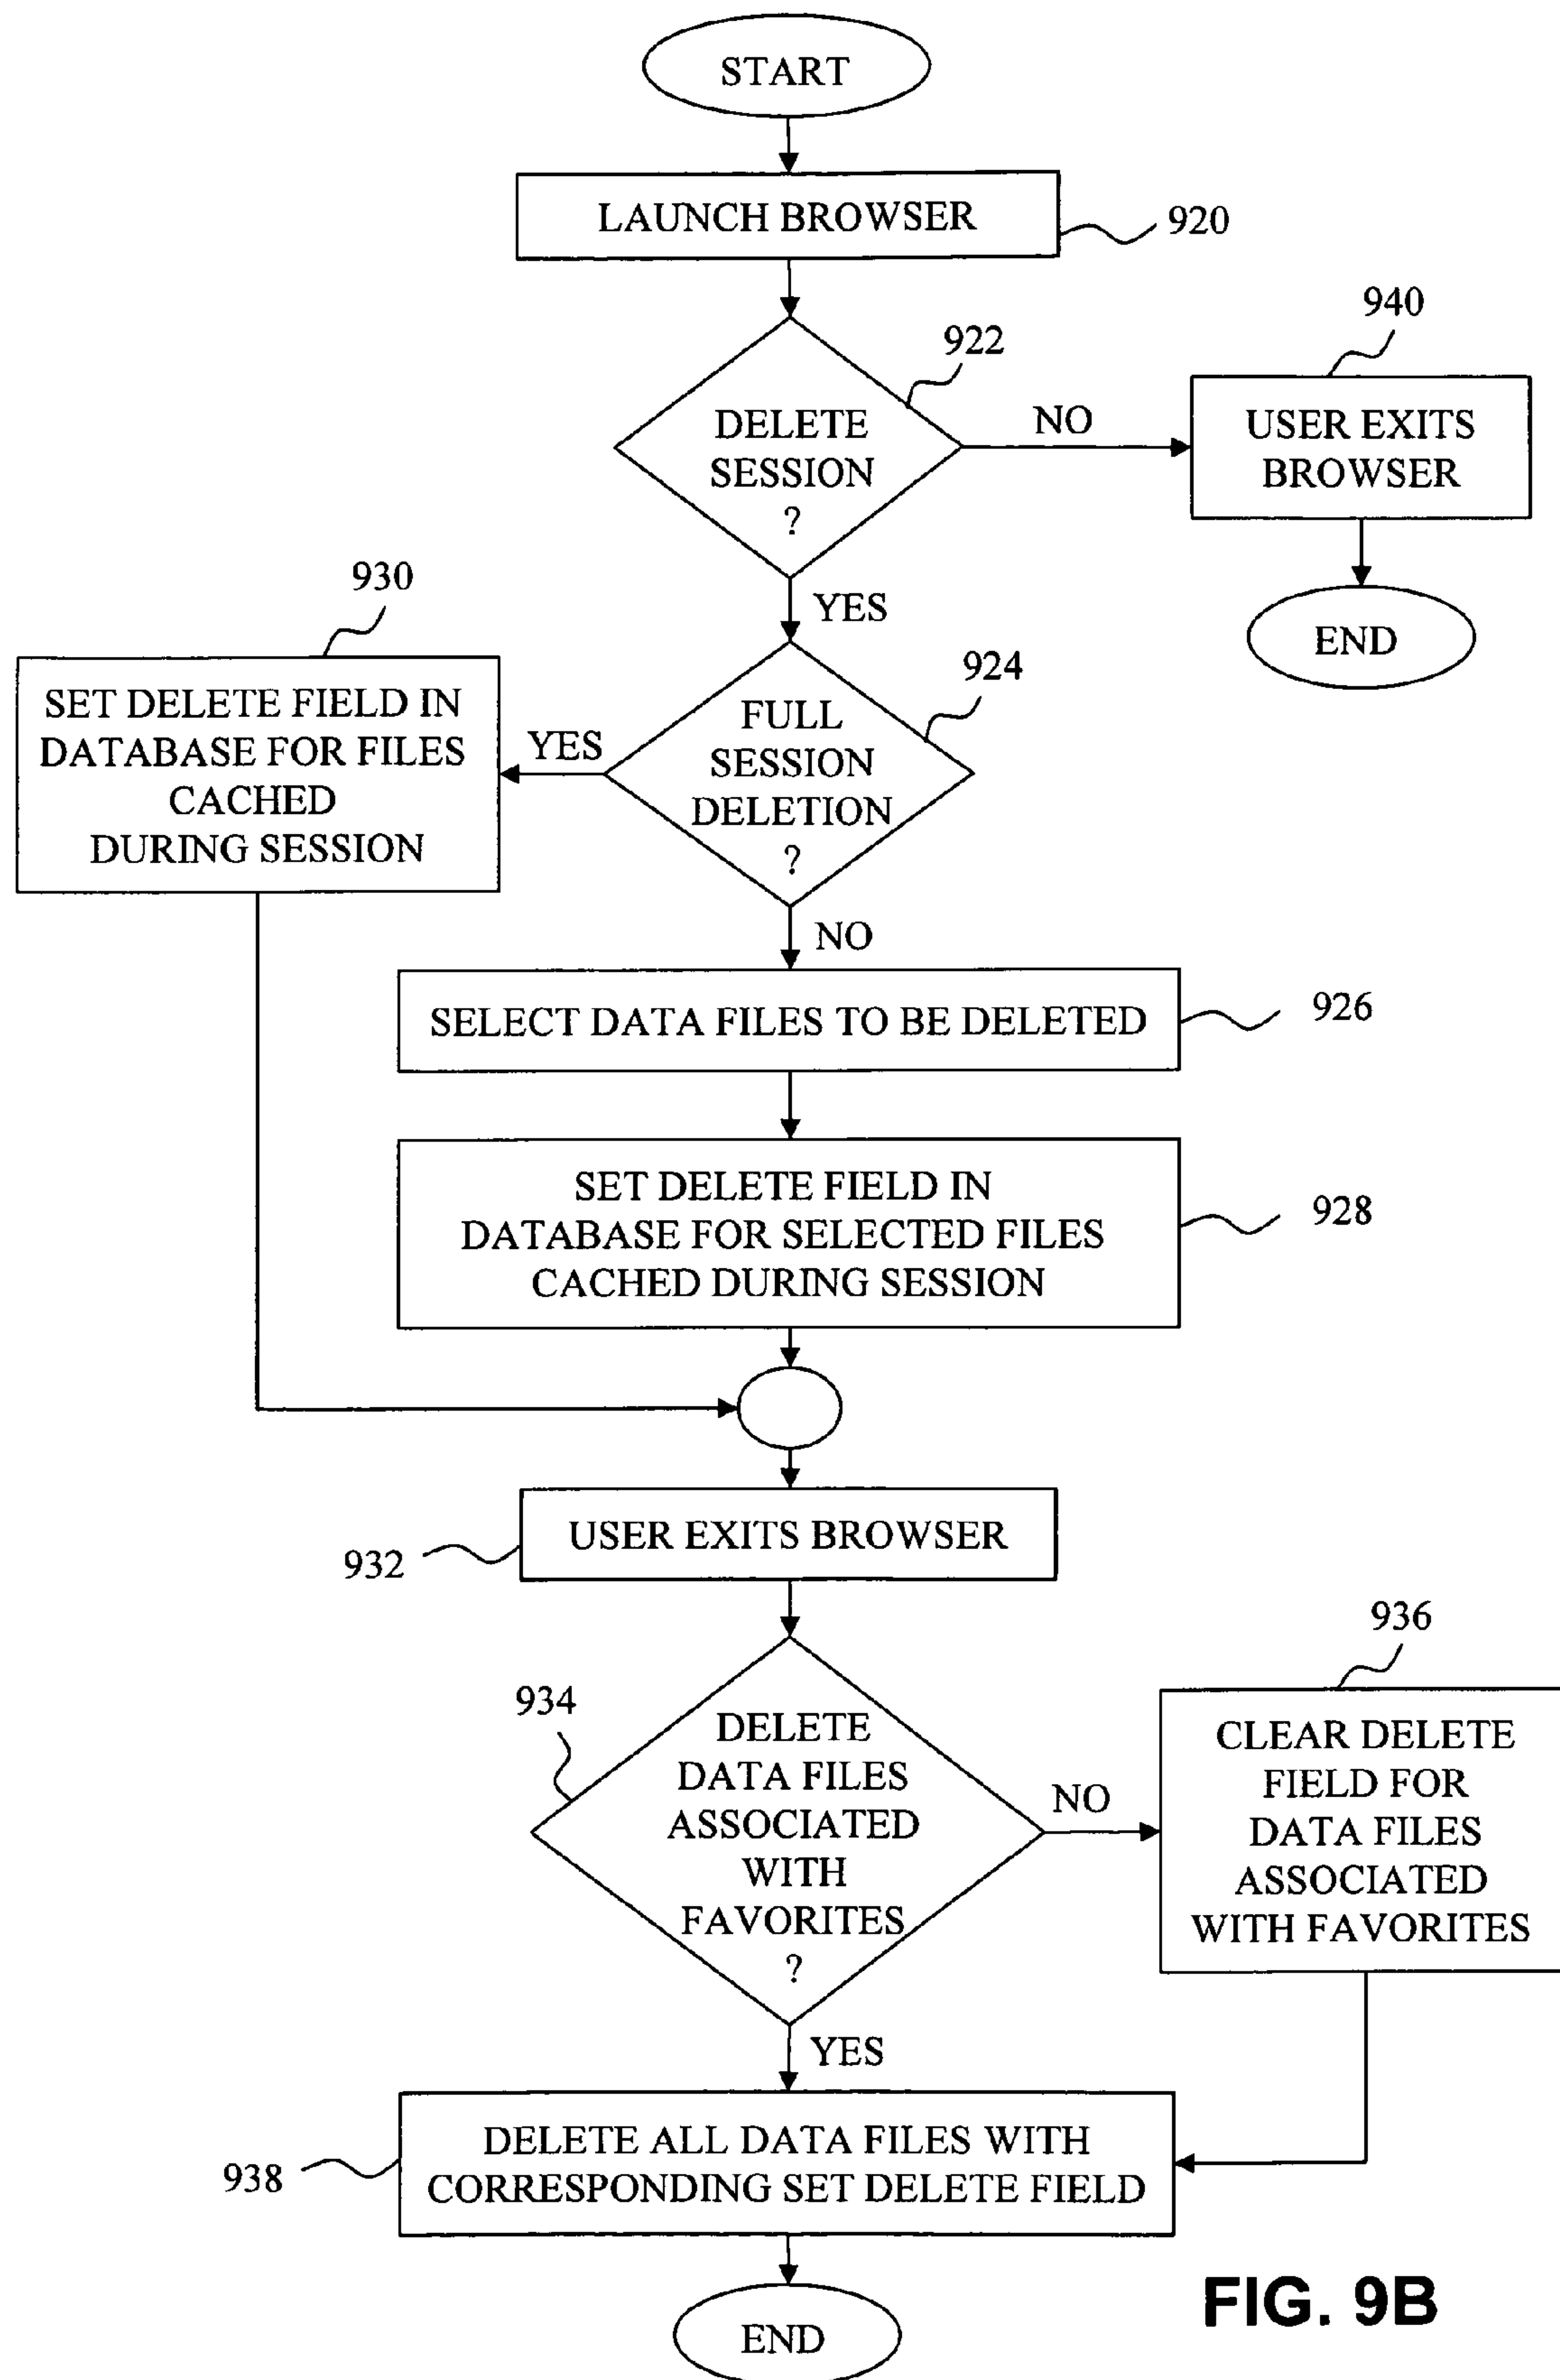 START
LAUNCH BROWSER
920
922
940
DELETE
SESSION
?
NO
USER EXITS
BROWSER
YES
END
930
924
SET DELETE FIELD IN
DATABASE FOR FILES
CACHED
DURING SESSION
YES
FULL
SESSION
DELETION
?
NO
SELECT DATA FILES TO BE DELETED
926
SET DELETE FIELD IN
DATABASE FOR SELECTED FILES
CACHED DURING SESSION
928
USER EXITS BROWSER
932
934
DELETE
DATA FILES
ASSOCIATED
WITH
FAVORITES
?
NO
936
CLEAR DELETE
FIELD FOR
DATA FILES
ASSOCIATED
WITH FAVORITES
YES
DELETE ALL DATA FILES WITH
CORRESPONDING SET DELETE FIELD
938
END
FIG. 9B